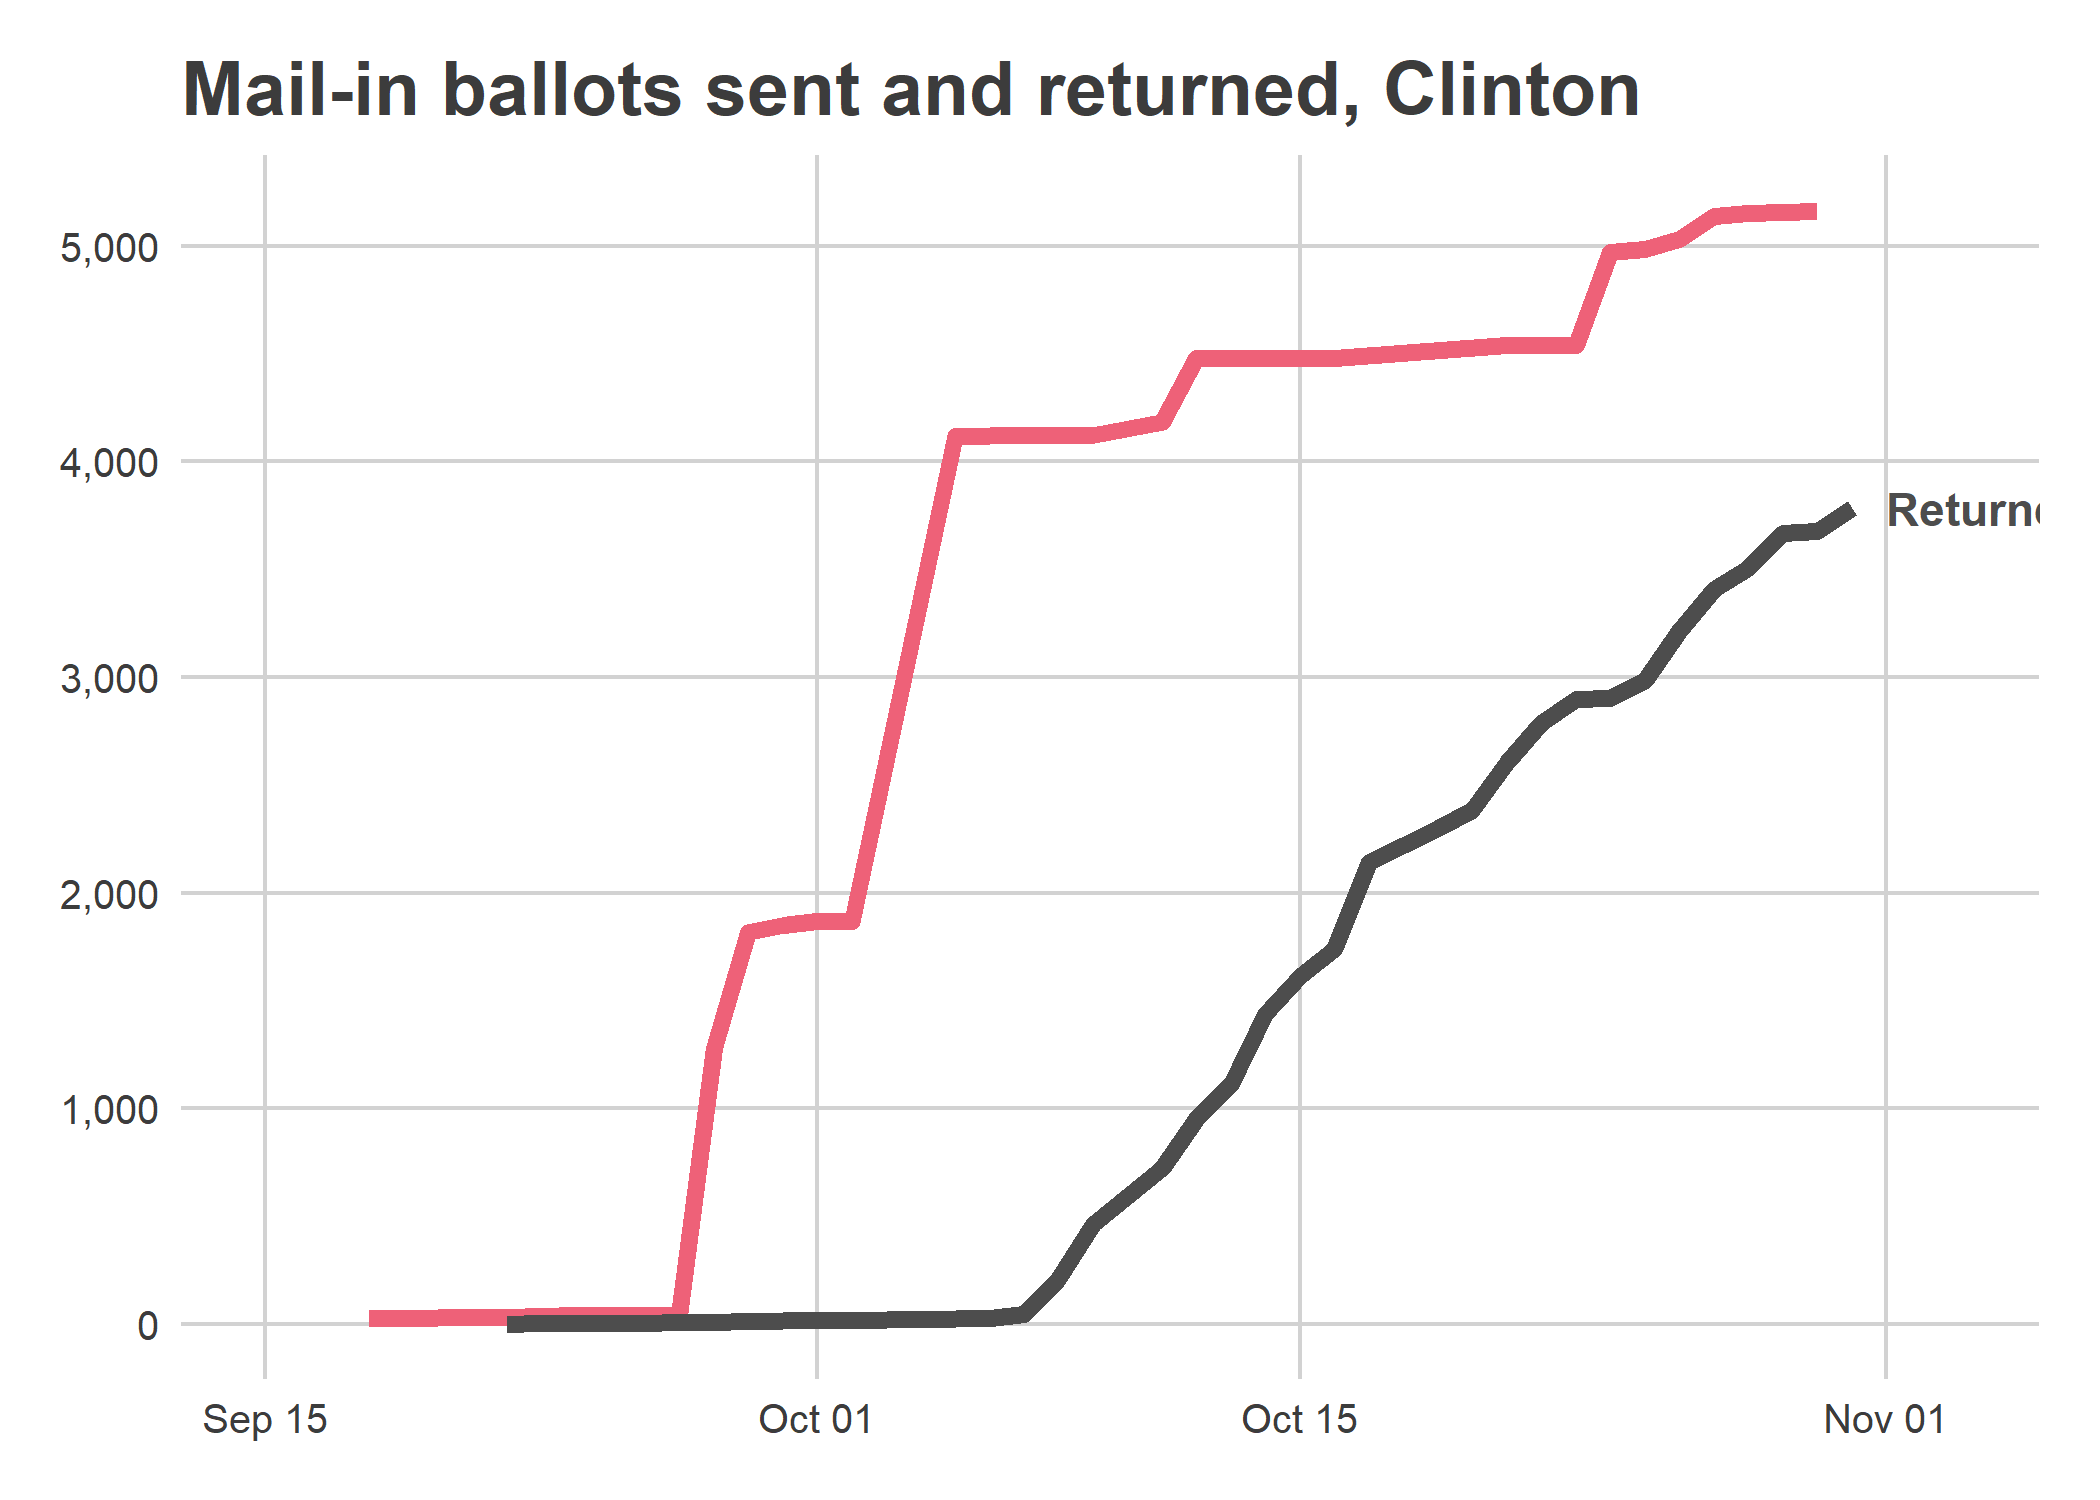 Mail-in ballots sent and returned, Clinton
5,000
4,000
Returne
3,000
2,000
1,000
0
Sep 15 Oct 01 Oct 15 Nov 01